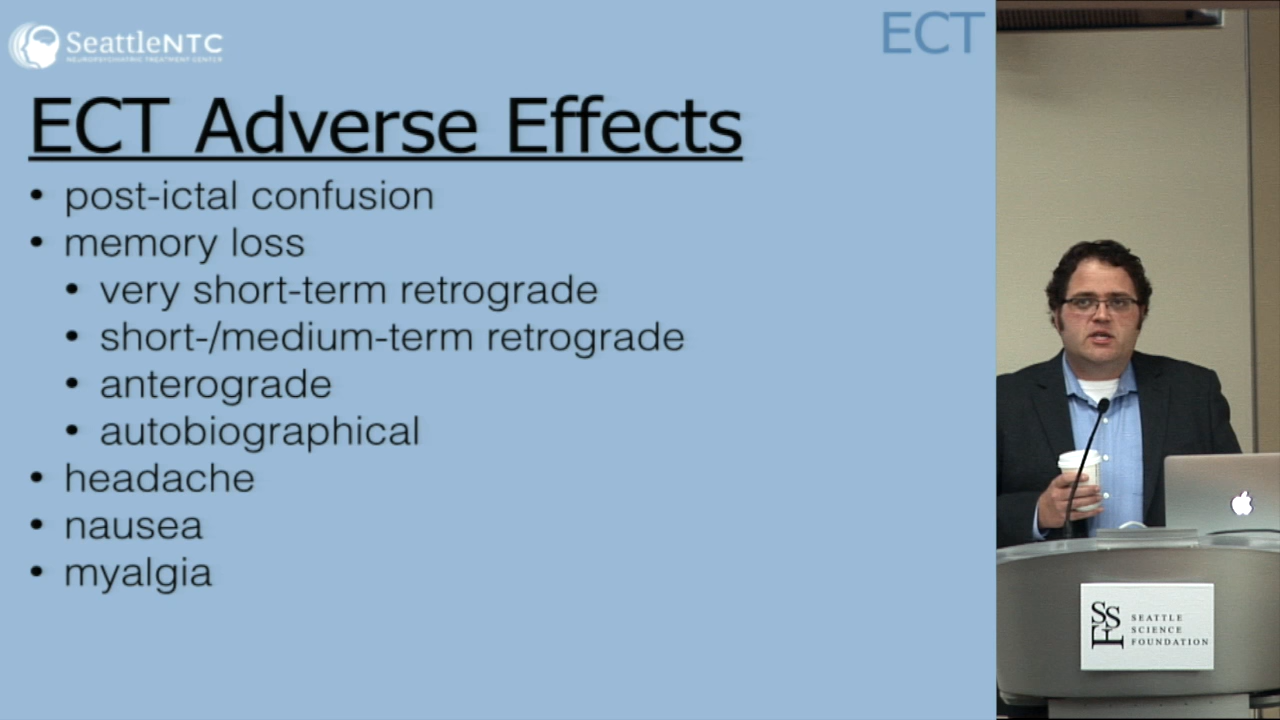 SeattleNTC
NEUROPSYCHIATRIC TREATMENT CENTER
ECT
ECT Adverse Effects
• post-ictal confusion
• memory loss
• very short-term retrograde
• short-/medium-term retrograde
• anterograde
• autobiographical
• headache
• nausea
• myalgia
SSF
SEATTLE
SCIENCE
FOUNDATION